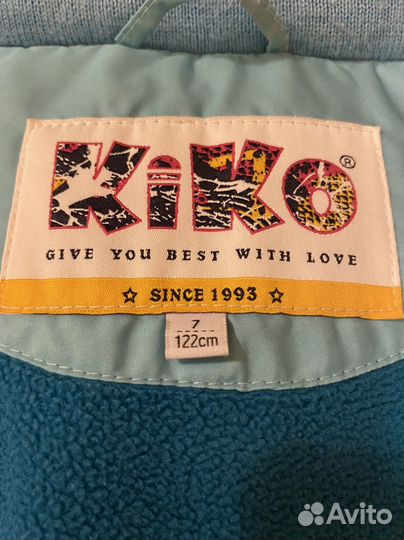 KiKO ®
GIVE YOU BEST WITH LOVE
☆ SINCE 1993 ☆
7
122cm
Avito